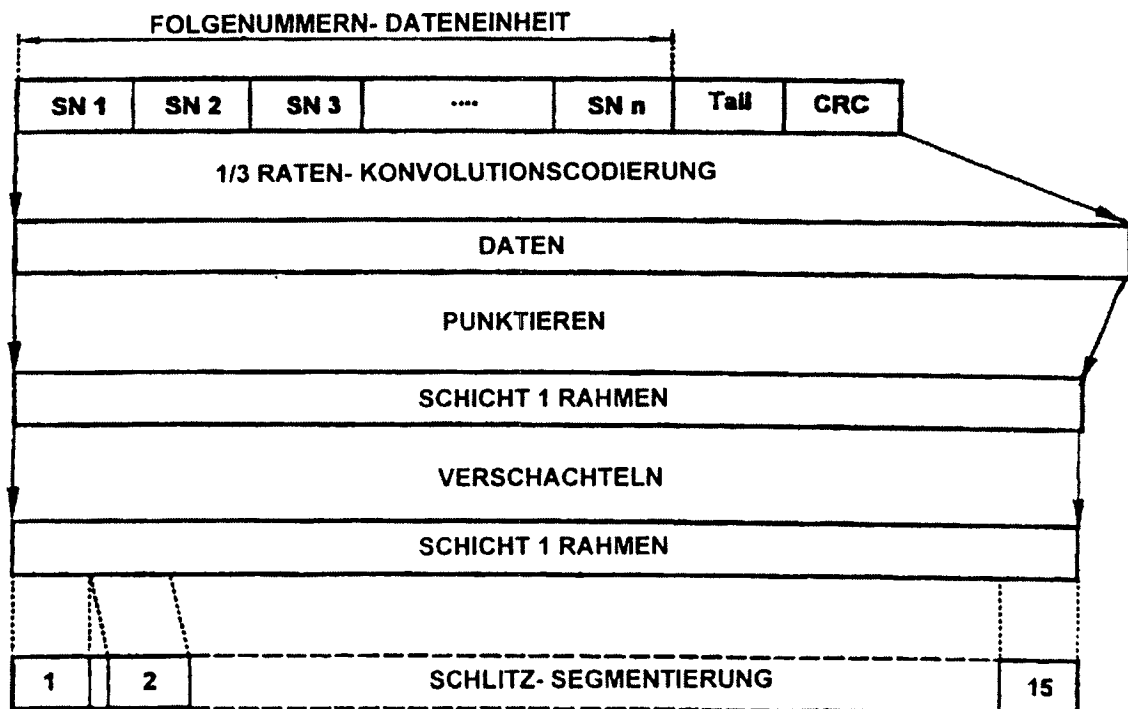 FOLGENUMMERN- DATENEINHEIT
SN 1 SN 2 SN 3 .... SN n Tail CRC
1/3 RATEN- KONVOLUTIONSCODIERUNG
DATEN
PUNKTIEREN
SCHICHT 1 RAHMEN
VERSCHACHTELN
SCHICHT 1 RAHMEN
1 2 SCHLITZ- SEGMENTIERUNG 15